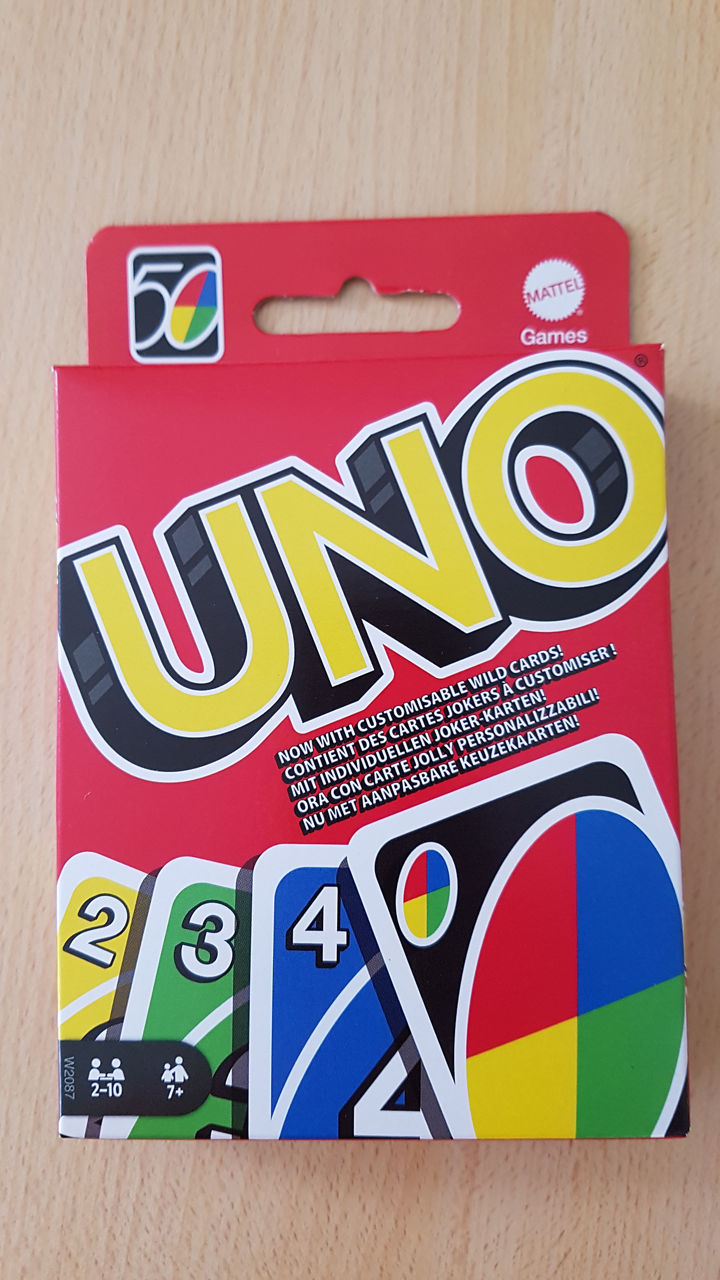 50
MATTEL
Games
UNO®
NOW WITH CUSTOMISABLE WILD CARDS!
CONTIENT DES CARTES JOKERS À CUSTOMISER !
MIT INDIVIDUELLEN JOKER-KARTEN!
ORA CON CARTE JOLLY PERSONALIZZABILI!
NU MET AANPASBARE KEUZEKAARTEN!
2
3
4
W2087
2–10
7+